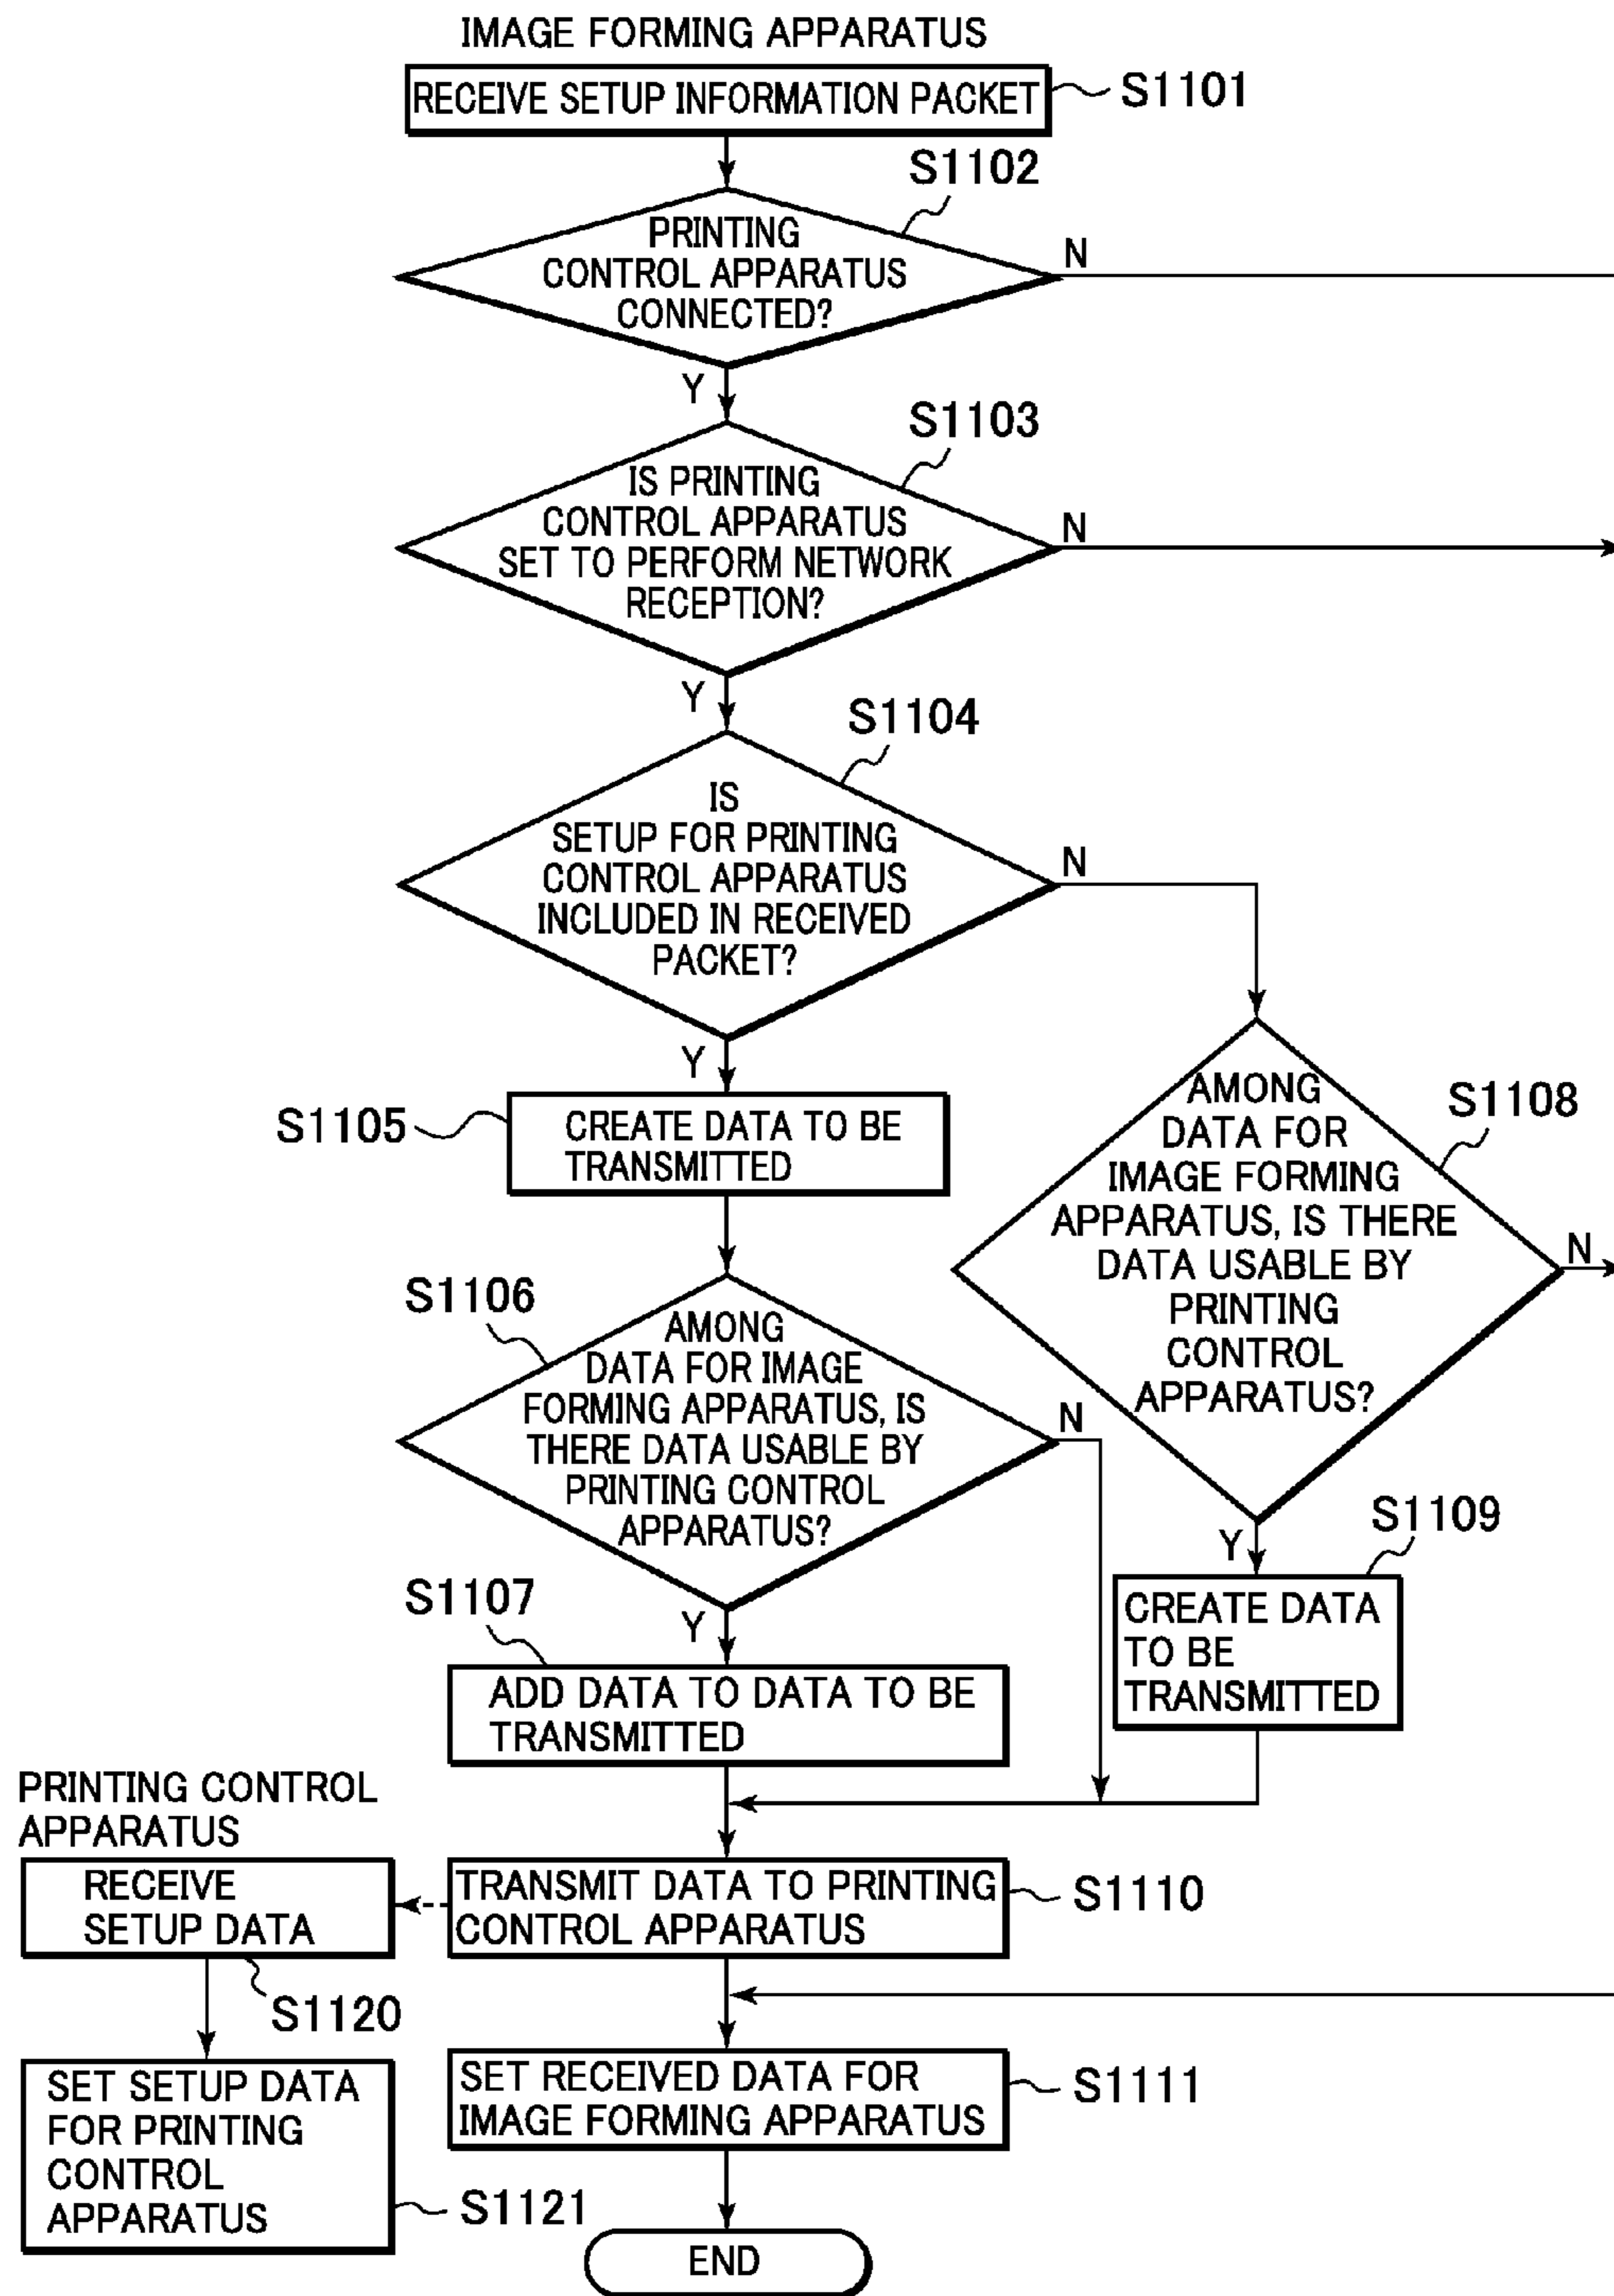 IMAGE FORMING APPARATUS
RECEIVE SETUP INFORMATION PACKET
S1101
S1102
PRINTING
CONTROL APPARATUS
CONNECTED?
N
Y
S1103
IS PRINTING
CONTROL APPARATUS
SET TO PERFORM NETWORK
RECEPTION?
N
Y
S1104
IS
SETUP FOR PRINTING
CONTROL APPARATUS
INCLUDED IN RECEIVED
PACKET?
N
Y
S1105
CREATE DATA TO BE
TRANSMITTED
S1108
AMONG
DATA FOR
IMAGE FORMING
APPARATUS, IS THERE
DATA USABLE BY
PRINTING
CONTROL
APPARATUS?
N
Y
S1106
AMONG
DATA FOR IMAGE
FORMING APPARATUS, IS
THERE DATA USABLE BY
PRINTING CONTROL
APPARATUS?
N
Y
S1109
CREATE DATA
TO BE
TRANSMITTED
S1107
ADD DATA TO DATA TO BE
TRANSMITTED
PRINTING CONTROL
APPARATUS
RECEIVE
SETUP DATA
S1120
TRANSMIT DATA TO PRINTING
CONTROL APPARATUS
S1110
SET SETUP DATA
FOR PRINTING
CONTROL
APPARATUS
S1121
SET RECEIVED DATA FOR
IMAGE FORMING APPARATUS
S1111
END